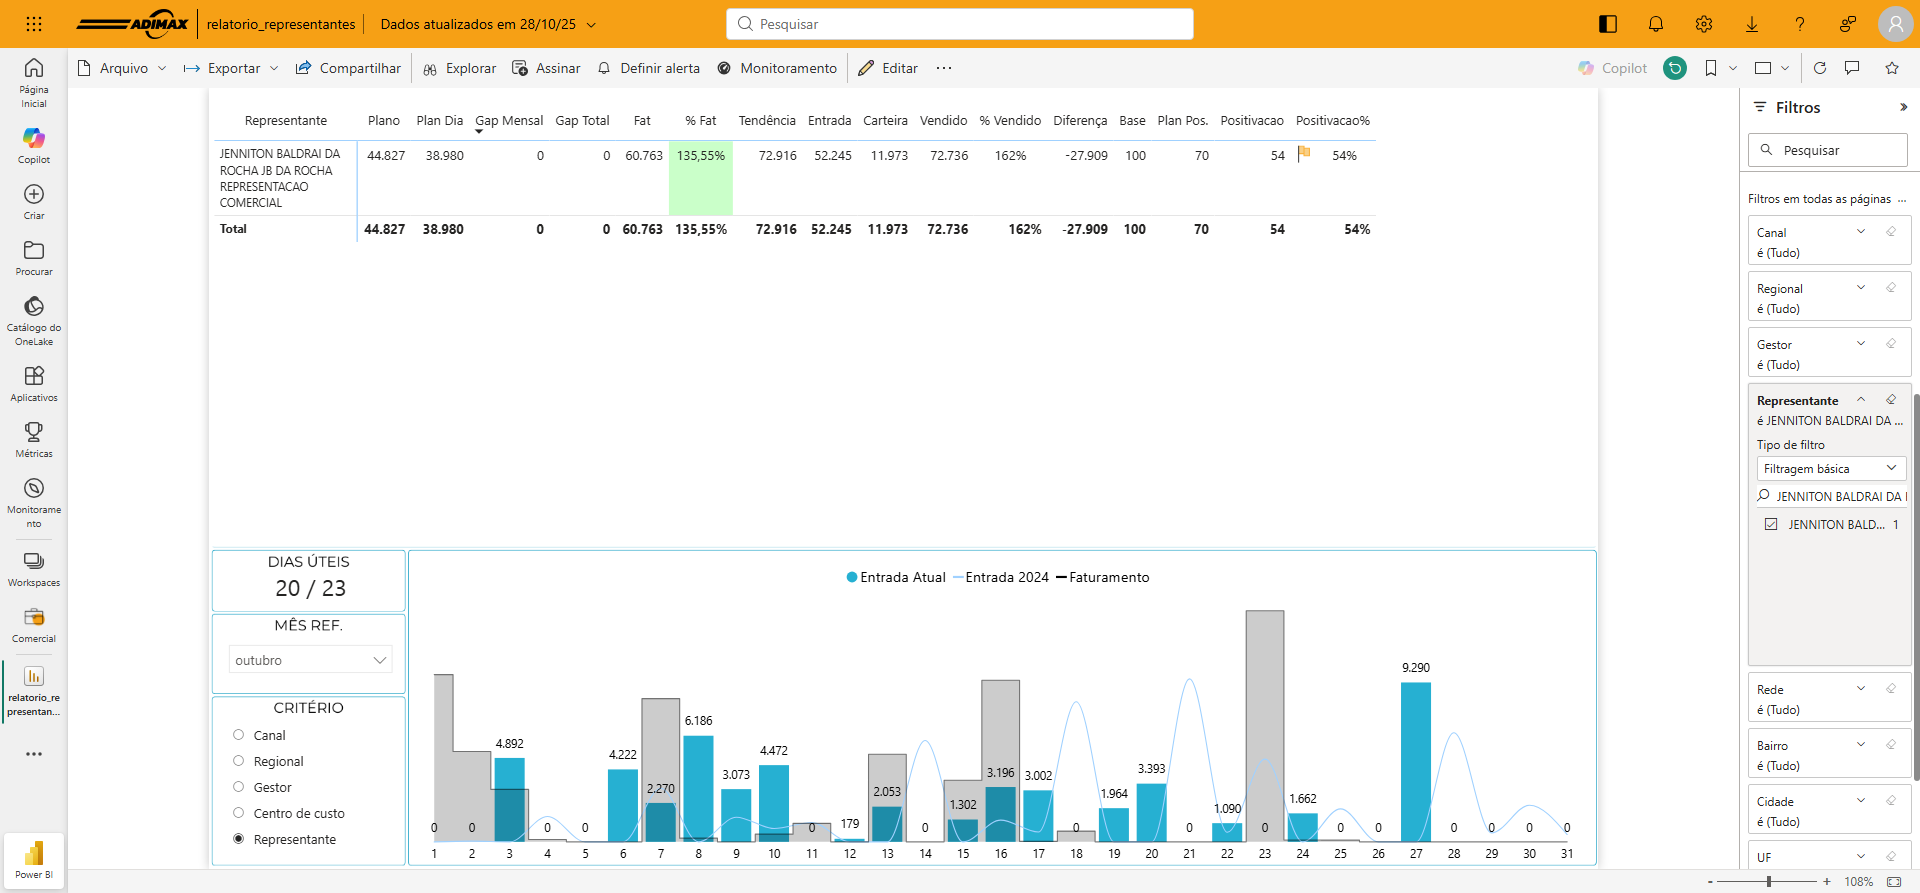 ADIMAX
relatorio_representantes
Dados atualizados em 28/10/25
Pesquisar
Arquivo
Exportar
Compartilhar
Explorar
Assinar
Definir alerta
Monitoramento
Editar
Copilot
Página
Inicial
Copilot
Criar
Procurar
Catálogo do
OneLake
Aplicativos
Métricas
Monitorame
nto
Workspaces
Comercial
relatorio_re
presentan...
Power BI
Representante Plano Plan Dia Gap Mensal Gap Total Fat % Fat Tendência Entrada Carteira Vendido % Vendido Diferença Base Plan Pos. Positivacao Positivacao%
JENNITON BALDRAI DA 44.827 38.980 0 0 60.763 135,55% 72.916 52.245 11.973 72.736 162% -27.909 100 70 54 54%
ROCHA JB DA ROCHA
REPRESENTACAO
COMERCIAL
Total 44.827 38.980 0 0 60.763 135,55% 72.916 52.245 11.973 72.736 162% -27.909 100 70 54 54%
DIAS ÚTEIS
20 / 23
MÊS REF.
outubro
CRITÉRIO
Canal
Regional
Gestor
Centro de custo
Representante
Entrada Atual Entrada 2024 Faturamento
0 0 4.892 0 0 4.222 2.270 6.186 3.073 4.472 0 179 2.053 0 1.302 3.196 3.002 0 1.964 3.393 0 1.090 0 1.662 0 0 9.290 0 0 0 0
1 2 3 4 5 6 7 8 9 10 11 12 13 14 15 16 17 18 19 20 21 22 23 24 25 26 27 28 29 30 31
Filtros
Pesquisar
Filtros em todas as páginas ...
Canal
é (Tudo)
Regional
é (Tudo)
Gestor
é (Tudo)
Representante
é JENNITON BALDRAI DA ...
Tipo de filtro
Filtragem básica
JENNITON BALDRAI DA
JENNITON BALD... 1
Rede
é (Tudo)
Bairro
é (Tudo)
Cidade
é (Tudo)
UF
- + 108%